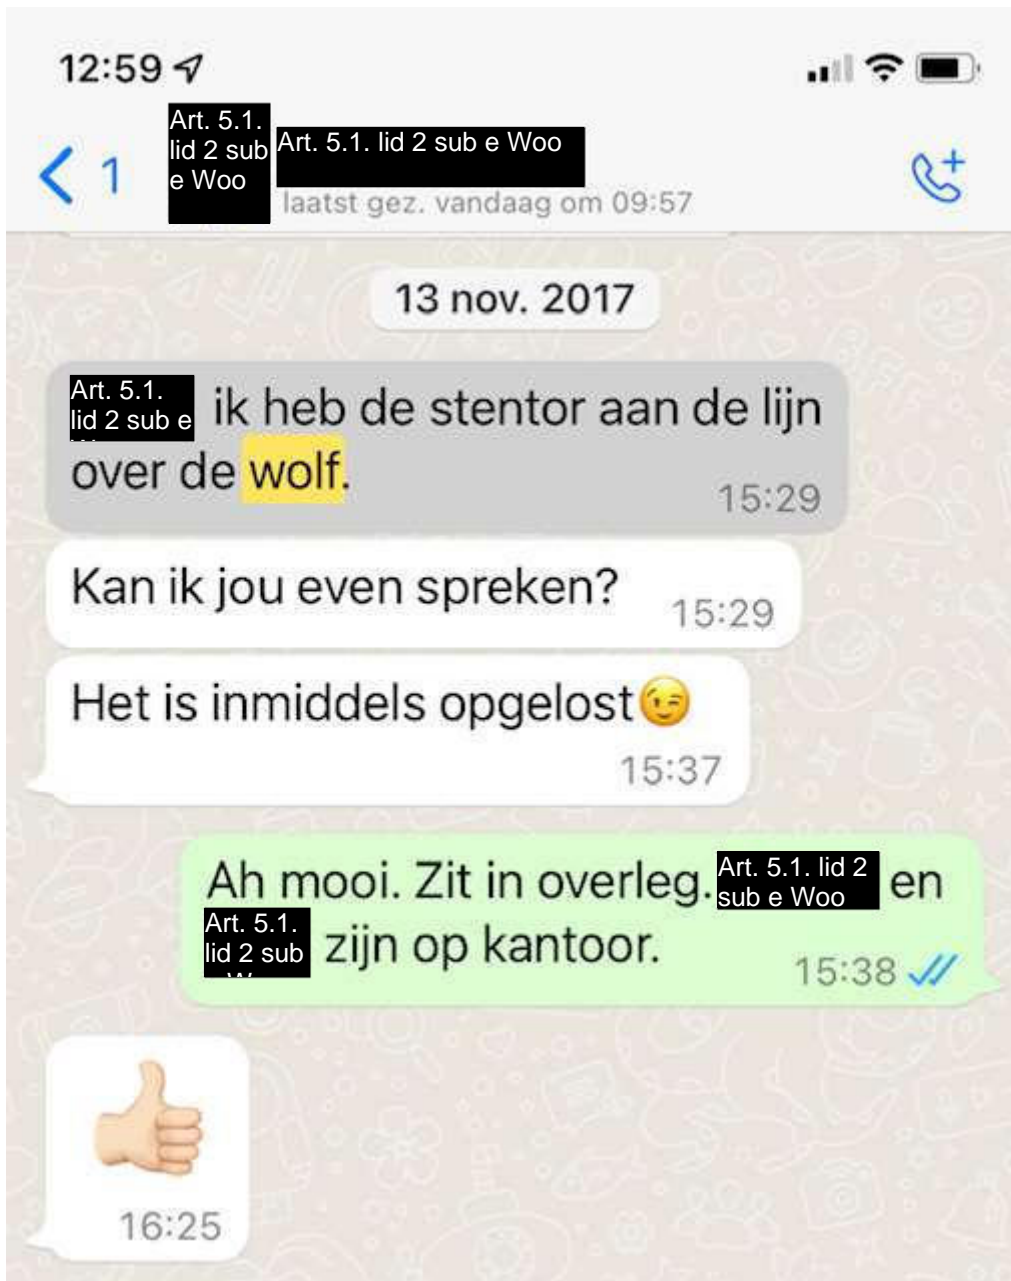 12:59
1
Art. 5.1.
lid 2 sub
e Woo
Art. 5.1. lid 2 sub e Woo
laatst gez. vandaag om 09:57
13 nov. 2017
Art. 5.1.
lid 2 sub e
ik heb de stentor aan de lijn
over de wolf.
15:29
Kan ik jou even spreken?
15:29
Het is inmiddels opgelost😉
15:37
Ah mooi. Zit in overleg. Art. 5.1. lid 2 sub e Woo en
Art. 5.1.
lid 2 sub
zijn op kantoor.
15:38
👍🏻
16:25